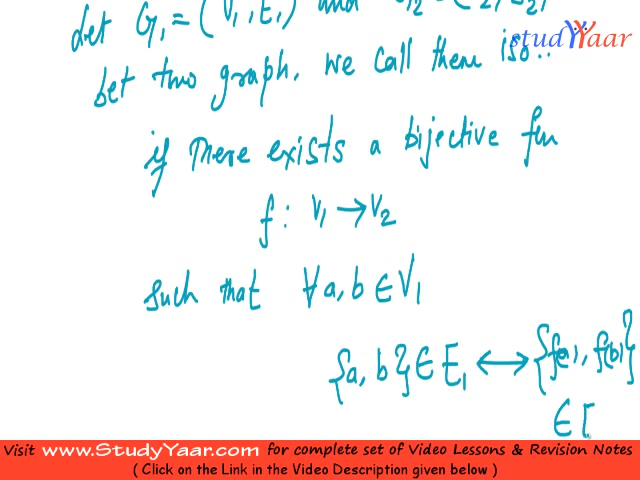 Let G₁ = (V₁, E₁) and
studYYaar
bet two graph. we call them iso..
if There exists a bijective fun
f : V₁ → V₂
such that ∀ a, b ∈ V₁
{a, b} ∈ E₁ ↔ {f(a), f(b)}
∈ [
Visit www.StudyYaar.com for complete set of Video Lessons & Revision Notes
( Click on the Link in the Video Description given below )